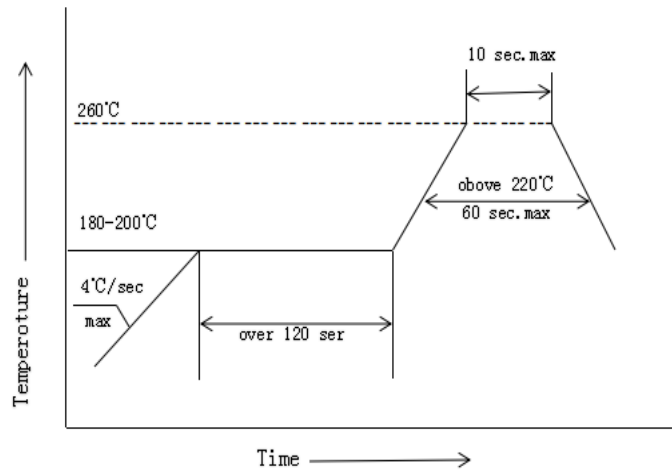 10 sec.max
260℃
obove 220℃
60 sec.max
180-200℃
4℃/sec
max
over 120 ser
Temperoture
Time